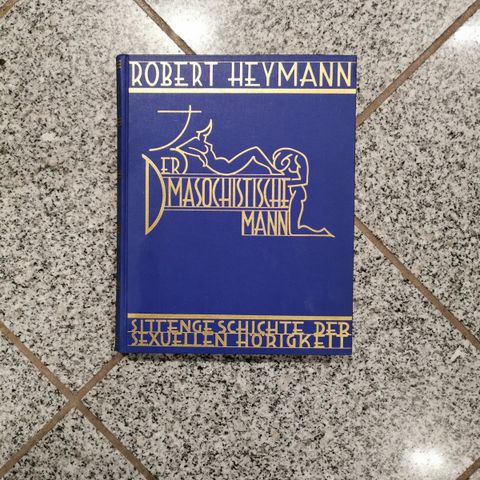 ROBERT HEYMANN
DER
MASOCHISTISCHE
MANN
SITTENGESCHICHTE DER
SEXUELLEN HÖRIGKEIT